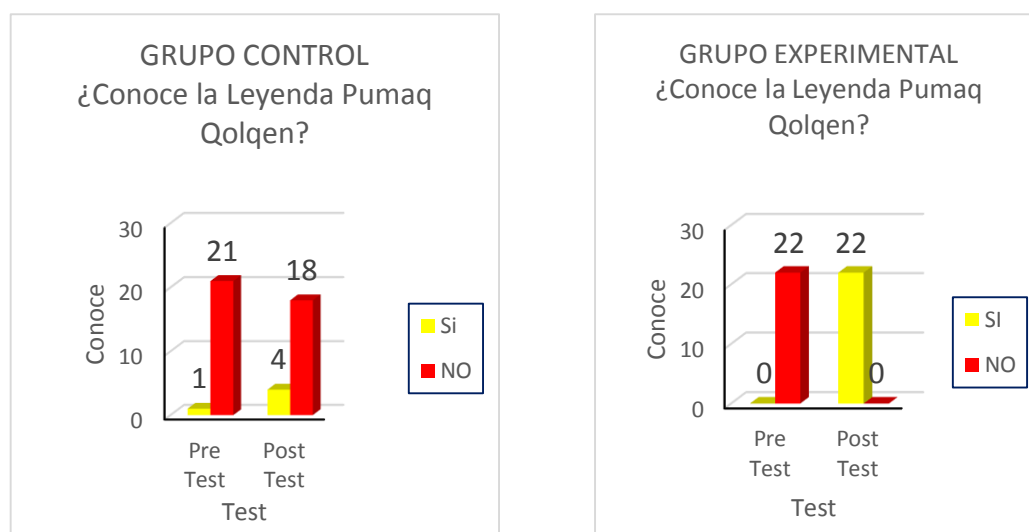 GRUPO CONTROL
¿Conoce la Leyenda Pumaq
Qolqen?
30
20
10
0
Conoce
1
21
4
18
Pre
Test
Post
Test
Test
Si
NO
GRUPO EXPERIMENTAL
¿Conoce la Leyenda Pumaq
Qolqen?
30
20
10
0
Conoce
0
22
22
0
Pre
Test
Post
Test
Test
SI
NO